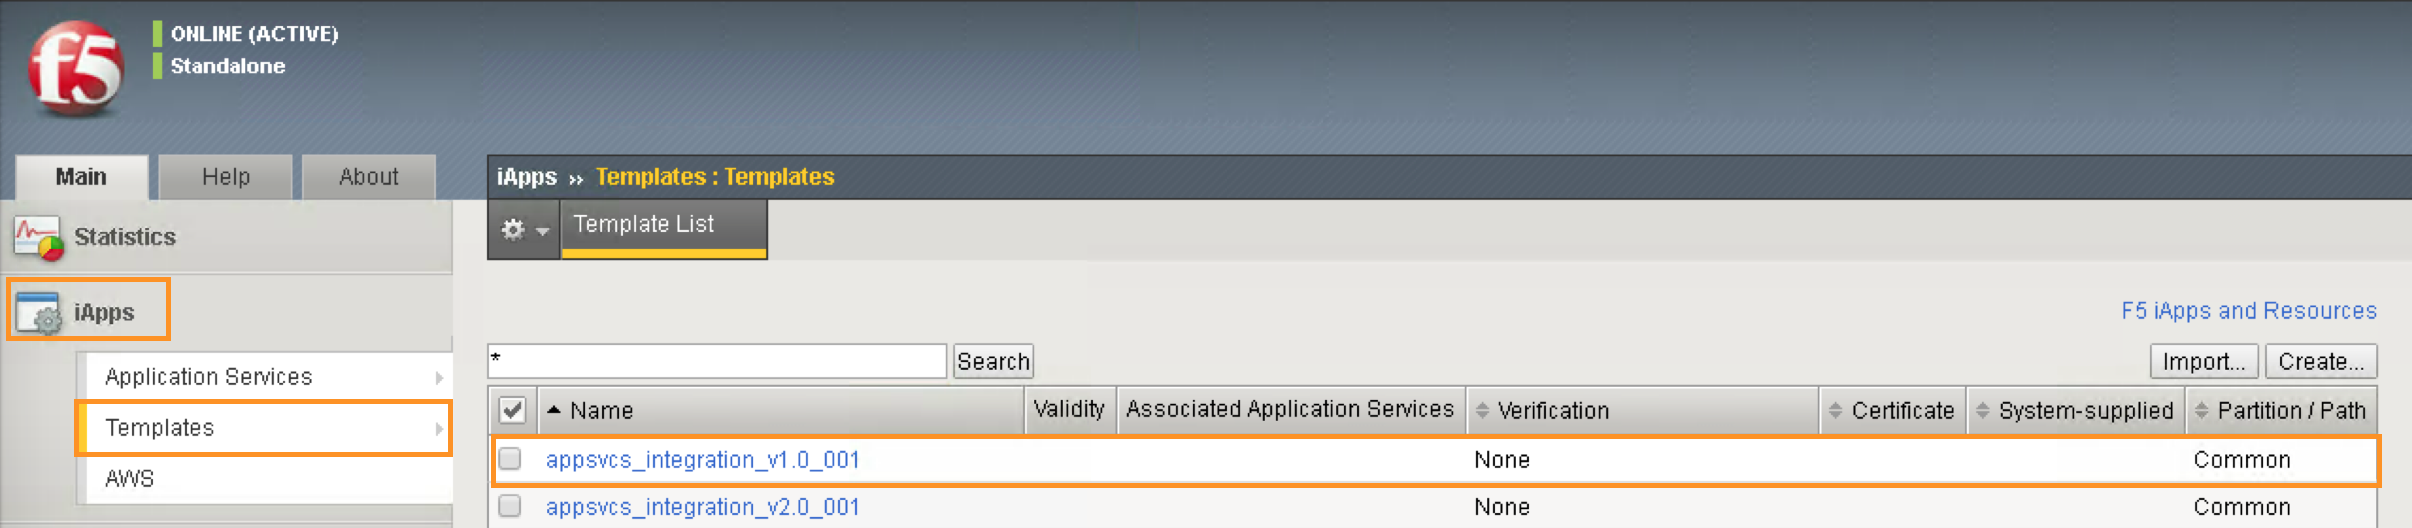 f5
ONLINE (ACTIVE)
Standalone
Main Help About
iApps ›› Templates : Templates
Statistics
Template List
iApps
F5 iApps and Resources
* Search Import... Create...
Application Services
Templates
AWS
Name Validity Associated Application Services Verification Certificate System-supplied Partition / Path
appsvcs_integration_v1.0_001 None Common
appsvcs_integration_v2.0_001 None Common